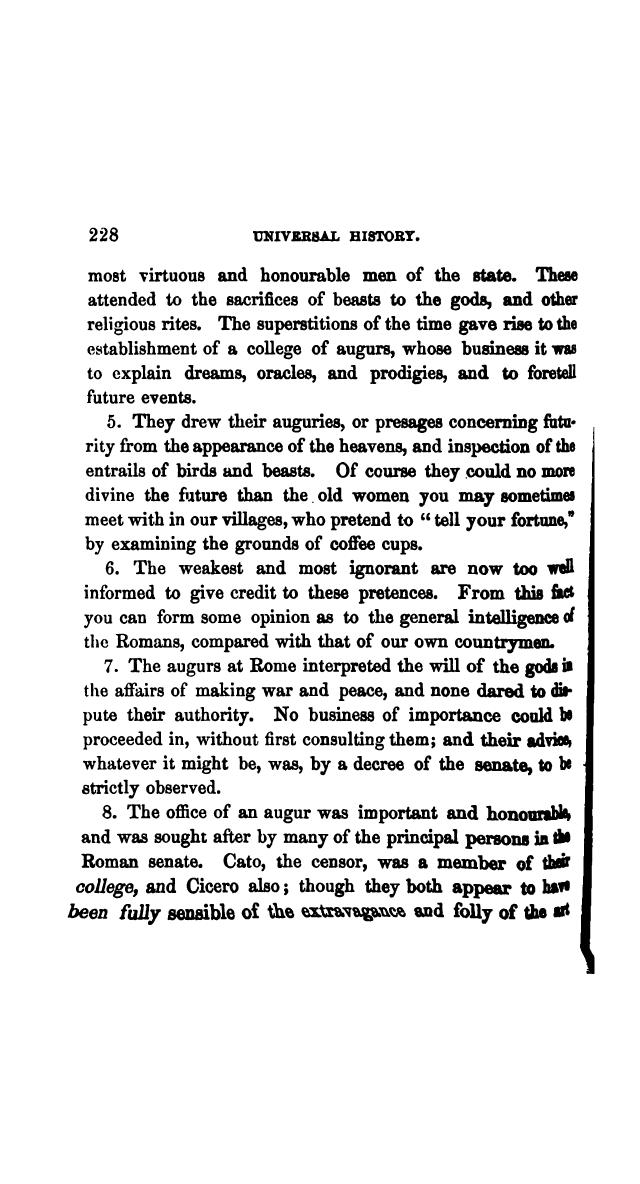 228 UNIVERSAL HISTORY.
most virtuous and honourable men of the state. These
attended to the sacrifices of beasts to the gods, and other
religious rites. The superstitions of the time gave rise to the
establishment of a college of augurs, whose business it was
to explain dreams, oracles, and prodigies, and to foretell
future events.
5. They drew their auguries, or presages concerning futu-
rity from the appearance of the heavens, and inspection of the
entrails of birds and beasts. Of course they could no more
divine the future than the old women you may sometimes
meet with in our villages, who pretend to “ tell your fortune,”
by examining the grounds of coffee cups.
6. The weakest and most ignorant are now too well
informed to give credit to these pretences. From this fact
you can form some opinion as to the general intelligence of
the Romans, compared with that of our own countrymen.
7. The augurs at Rome interpreted the will of the gods in
the affairs of making war and peace, and none dared to dis-
pute their authority. No business of importance could be
proceeded in, without first consulting them; and their advice,
whatever it might be, was, by a decree of the senate, to be
strictly observed.
8. The office of an augur was important and honourable,
and was sought after by many of the principal persons in the
Roman senate. Cato, the censor, was a member of their
college, and Cicero also; though they both appear to have
been fully sensible of the extravagance and folly of the art